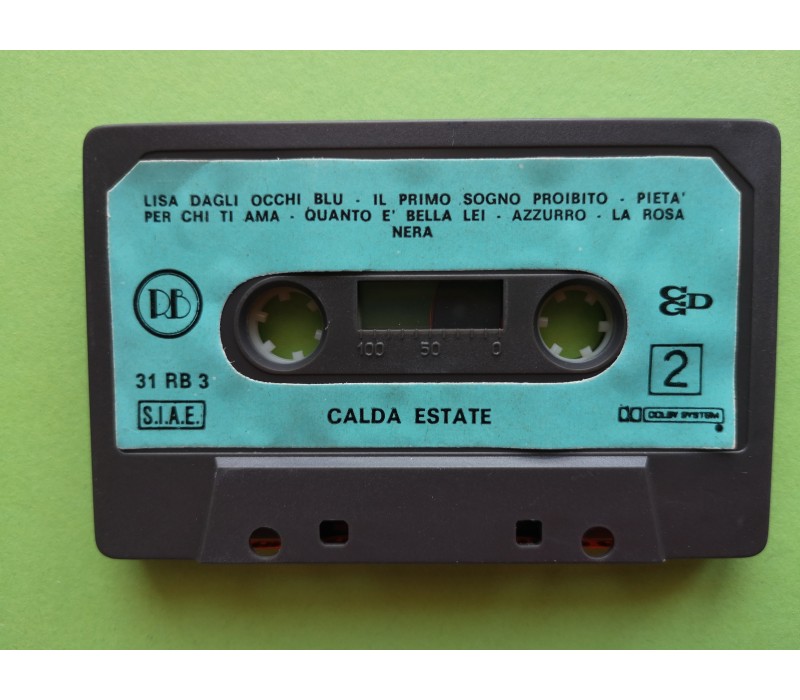 LISA DAGLI OCCHI BLU - IL PRIMO SOGNO PROIBITO - PIETA'
PER CHI TI AMA - QUANTO E' BELLA LEI - AZZURRO - LA ROSA
NERA
RB
31 RB 3
S.I.A.E.
100 50 0
2
CALDA ESTATE
DOLBY SYSTEM